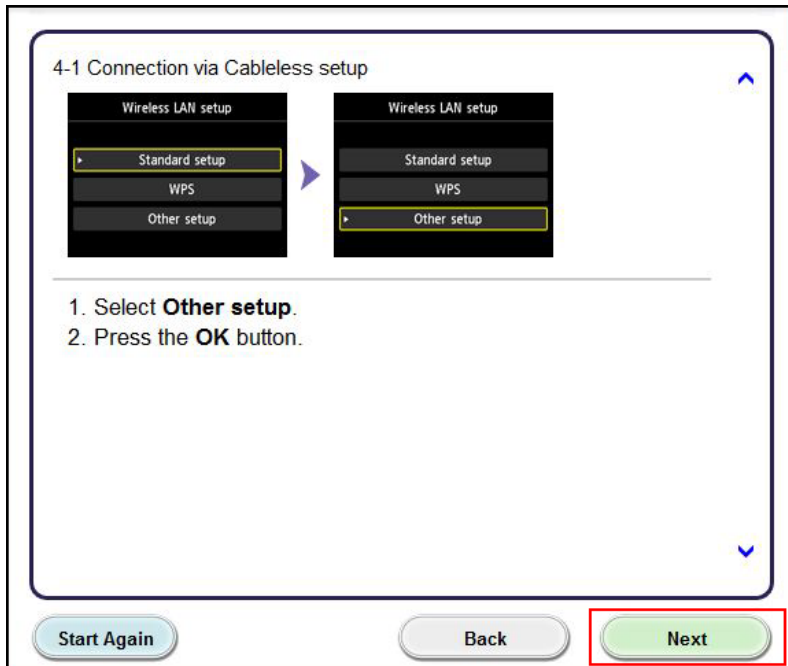 4-1 Connection via Cableless setup
Wireless LAN setup
Standard setup
WPS
Other setup
Wireless LAN setup
Standard setup
WPS
Other setup
1. Select Other setup.
2. Press the OK button.
Start Again
Back
Next